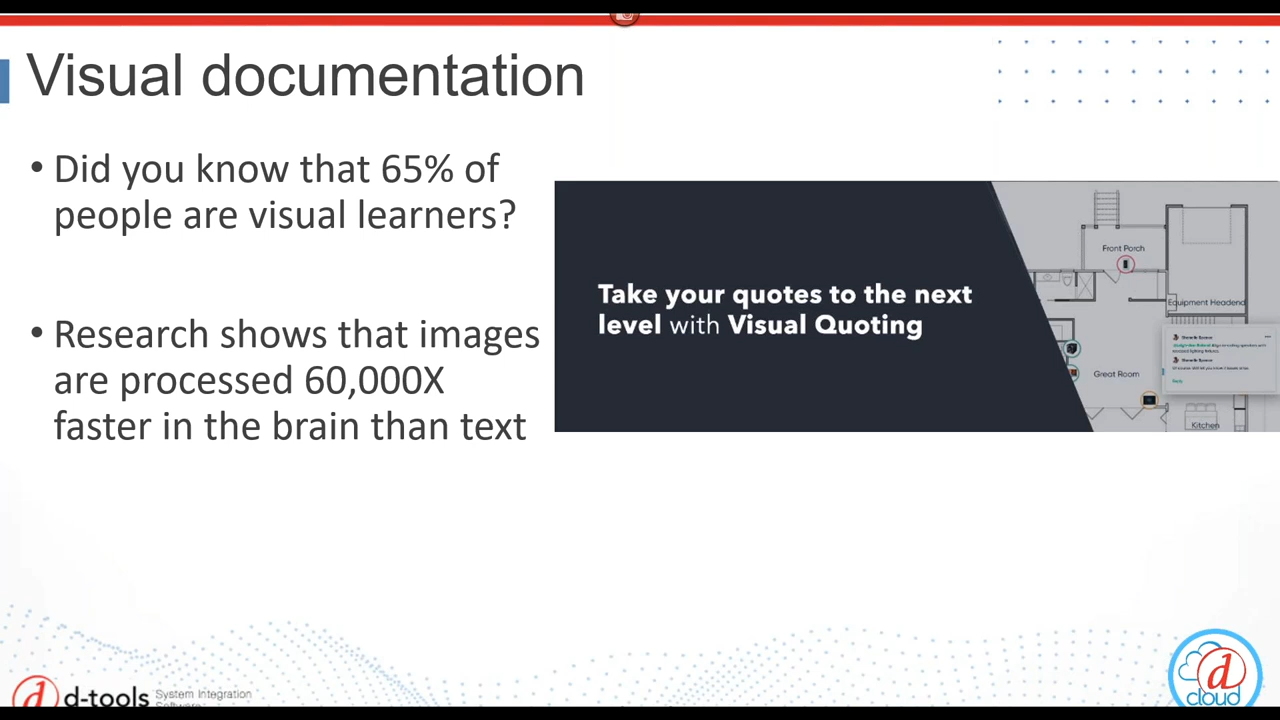 Visual documentation
• Did you know that 65% of
people are visual learners?
• Research shows that images
are processed 60,000X
faster in the brain than text
Take your quotes to the next
level with Visual Quoting
Front Porch
Equipment Headend
Great Room
Kitchen
Reply
d-tools
System Integration
Software
d
cloud